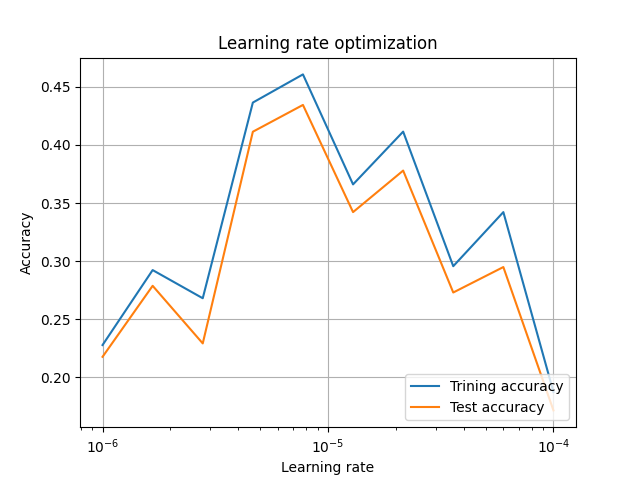 Learning rate optimization
Accuracy
0.45
0.40
0.35
0.30
0.25
0.20
Trining accuracy
Test accuracy
10⁻⁶
10⁻⁵
10⁻⁴
Learning rate